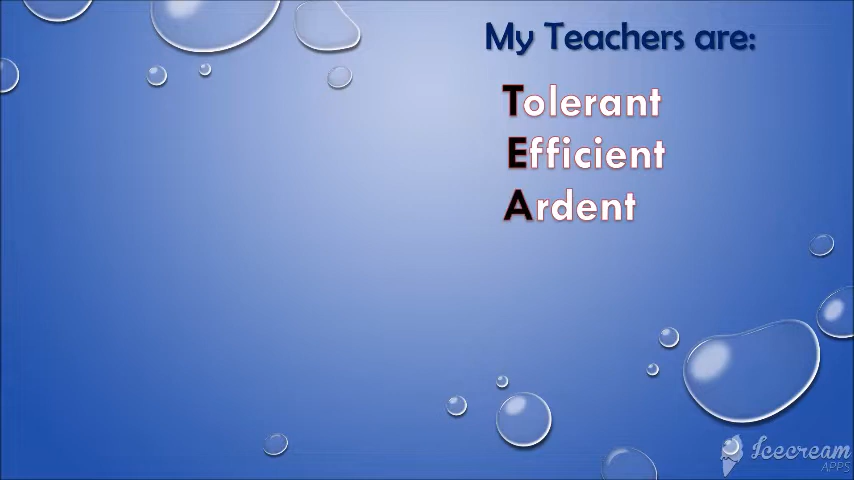 My Teachers are:
Tolerant
Efficient
Ardent
Icecream
APPS